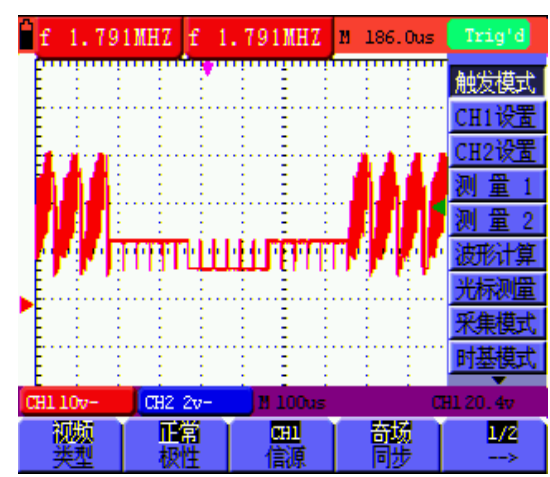 f 1.791MHZ f 1.791MHZ M 186.0us Trig'd
触发模式
CH1设置
CH2设置
测 量 1
测 量 2
波形计算
光标测量
采集模式
时基模式
CH1 10v- CH2 2v- M 100us CH1 20.4v
视频 正常 CH1 奇场 1/2
类型 极性 信源 同步 -->